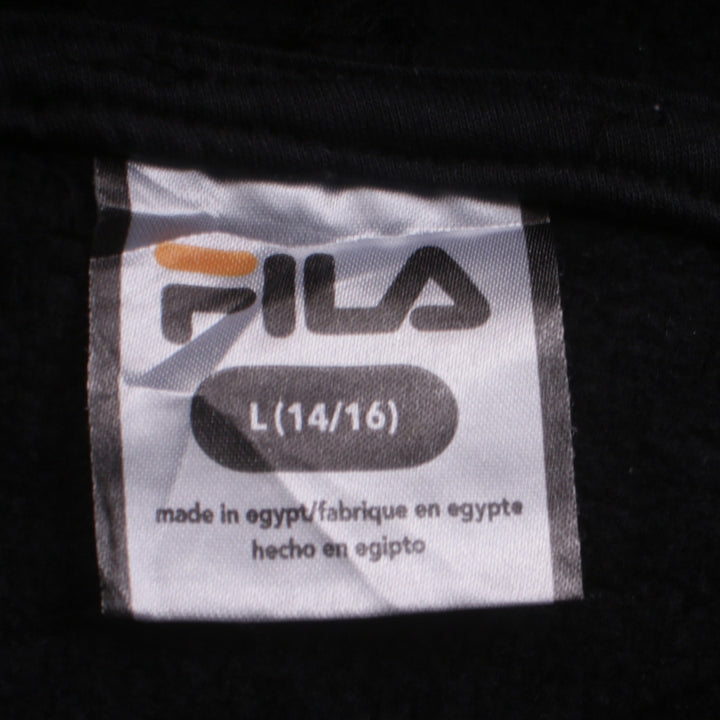 FILA
L (14/16)
made in egypt/fabrique en egypte
hecho en egipto